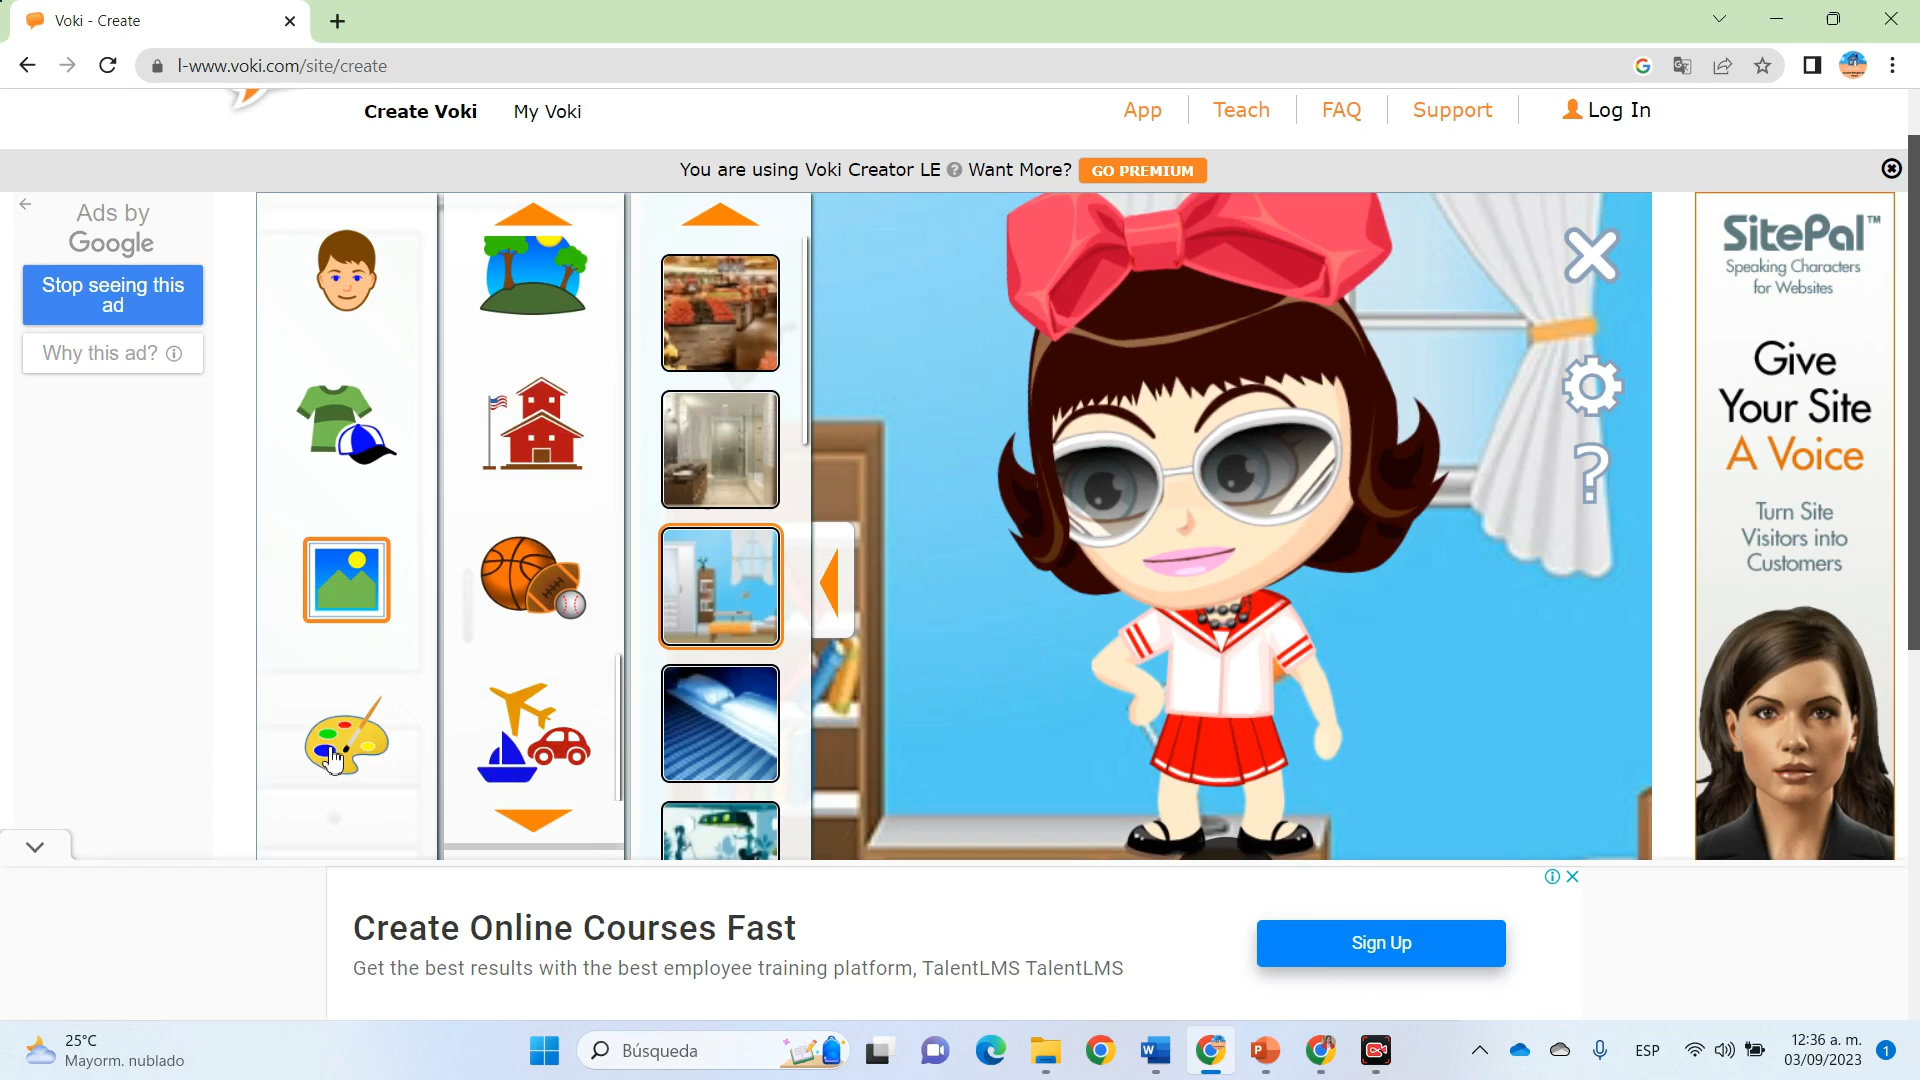 Voki - Create
l-www.voki.com/site/create
Create Voki
My Voki
App
Teach
FAQ
Support
Log In
You are using Voki Creator LE ? Want More? GO PREMIUM
Ads by
Google
Stop seeing this
ad
Why this ad?
SitePal™
Speaking Characters
for Websites
Give
Your Site
A Voice
Turn Site
Visitors into
Customers
Create Online Courses Fast
Get the best results with the best employee training platform, TalentLMS TalentLMS
Sign Up
25°C
Mayorm. nublado
Búsqueda
ESP
12:36 a. m.
03/09/2023
1